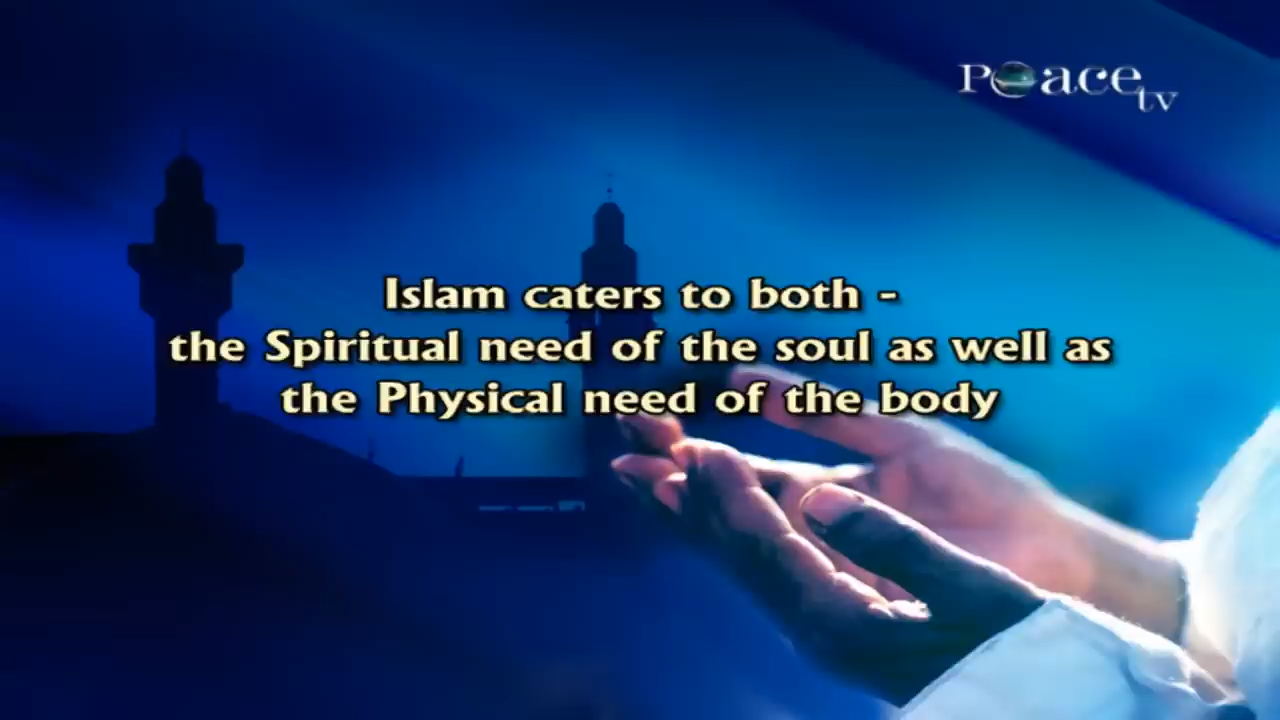 Peace tv
Islam caters to both -
the Spiritual need of the soul as well as
the Physical need of the body